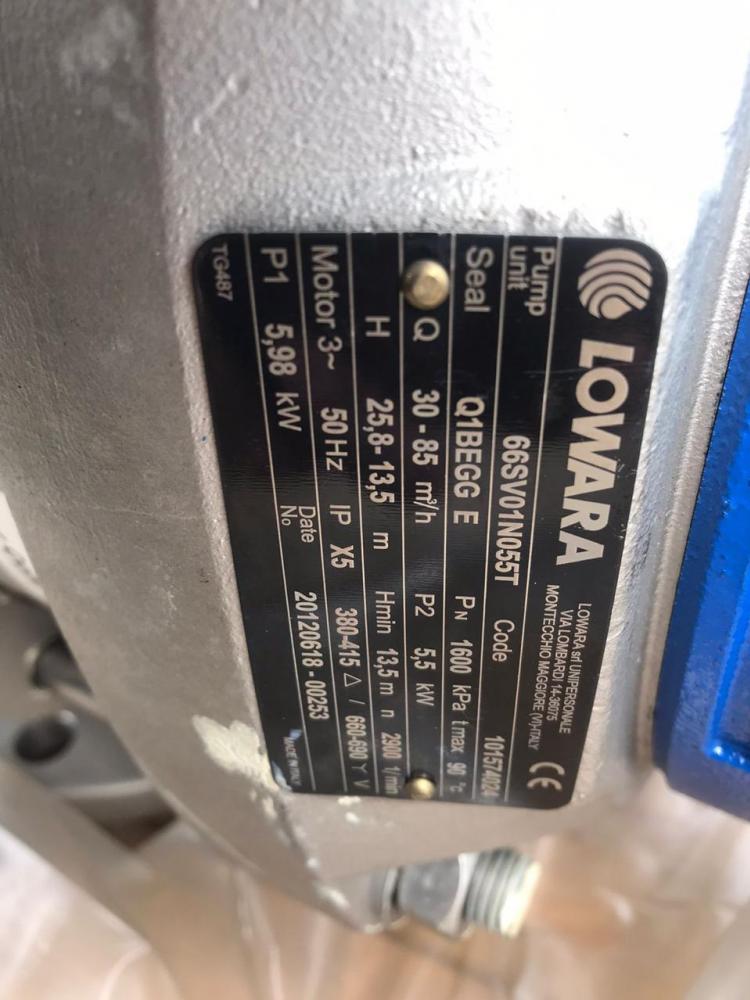 LOWARA
LOWARA srl UNIPERSONALE
VIA LOMBARDI 14-36075
MONTECCHIO MAGGIORE (VI)-ITALY
CE
Pump unit 66SV01N055T Code 101574024
Seal Q1BEGG E PN 1600 kPa tmax 90 °C
Q 30 - 85 m³/h P2 5,5 kW
H 25,8-13,5 m Hmin 13,5 m n 2900 1/min
Motor 3~ 50 Hz IP X5 380-415 △ / 660-690 Y V
P1 5,98 kW Date No 20120618 - 00253
TG487 MADE IN ITALY